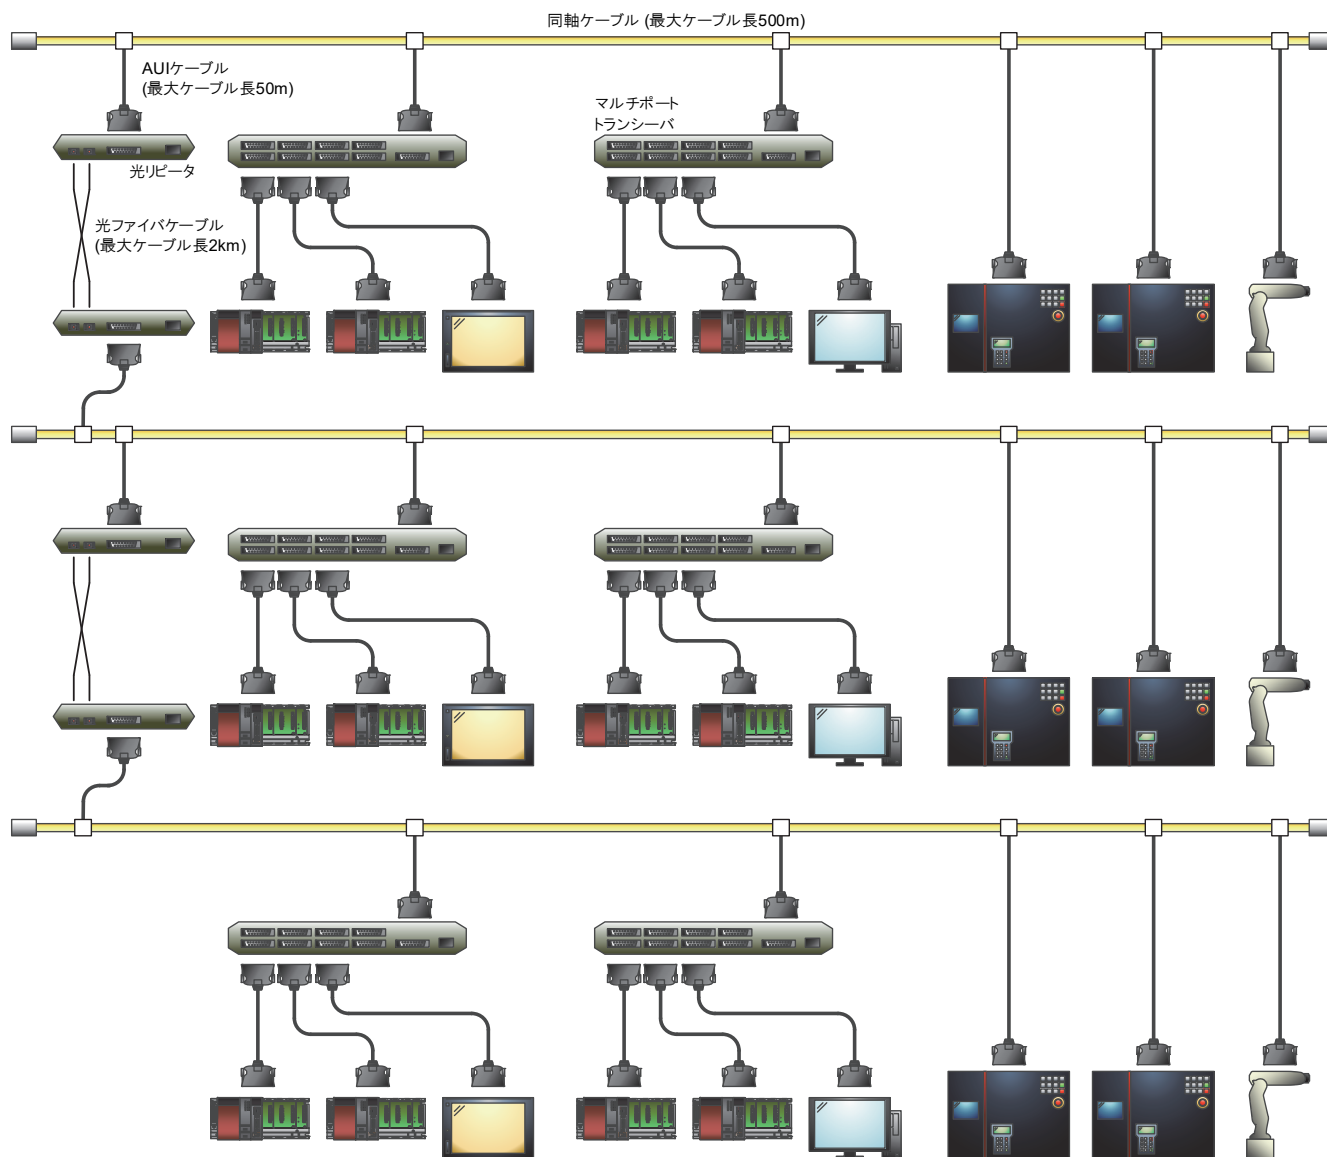 同軸ケーブル (最大ケーブル長500m)
AUIケーブル
(最大ケーブル長50m)
マルチポート
トランシーバ
光リピータ
光ファイバケーブル
(最大ケーブル長2km)